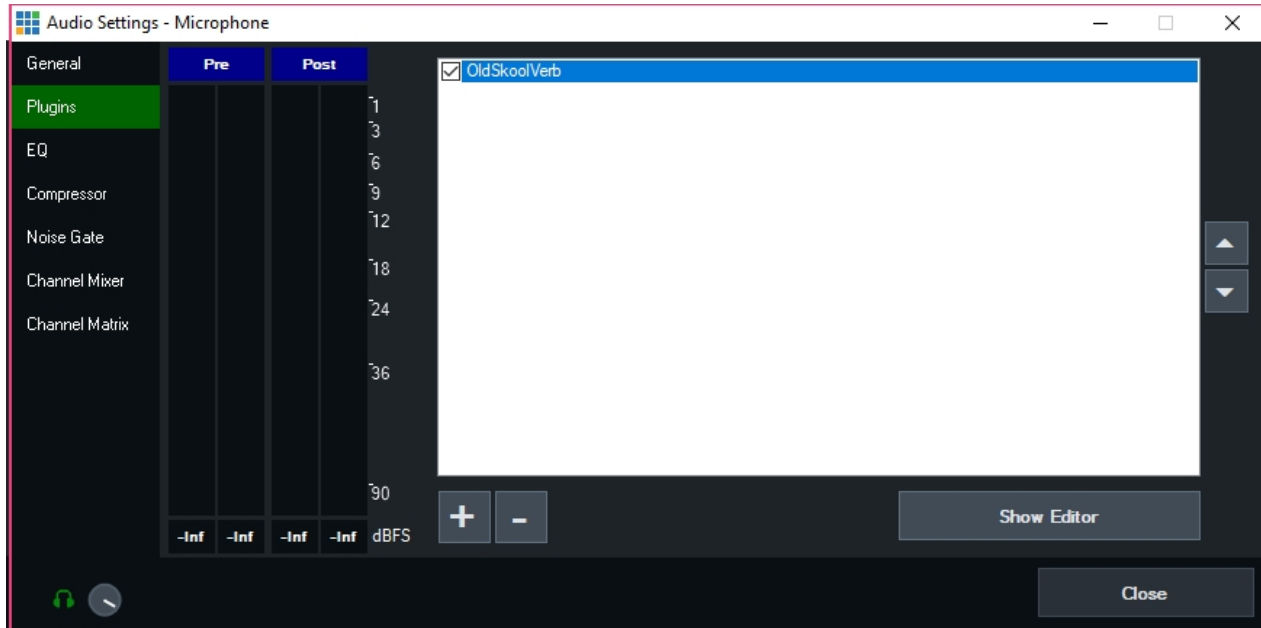 Audio Settings - Microphone
General
Plugins
EQ
Compressor
Noise Gate
Channel Mixer
Channel Matrix
Pre Post
1
3
6
9
12
18
24
36
90
-Inf -Inf -Inf -Inf dBFS
OldSkoolVerb
+ -
Show Editor
Close